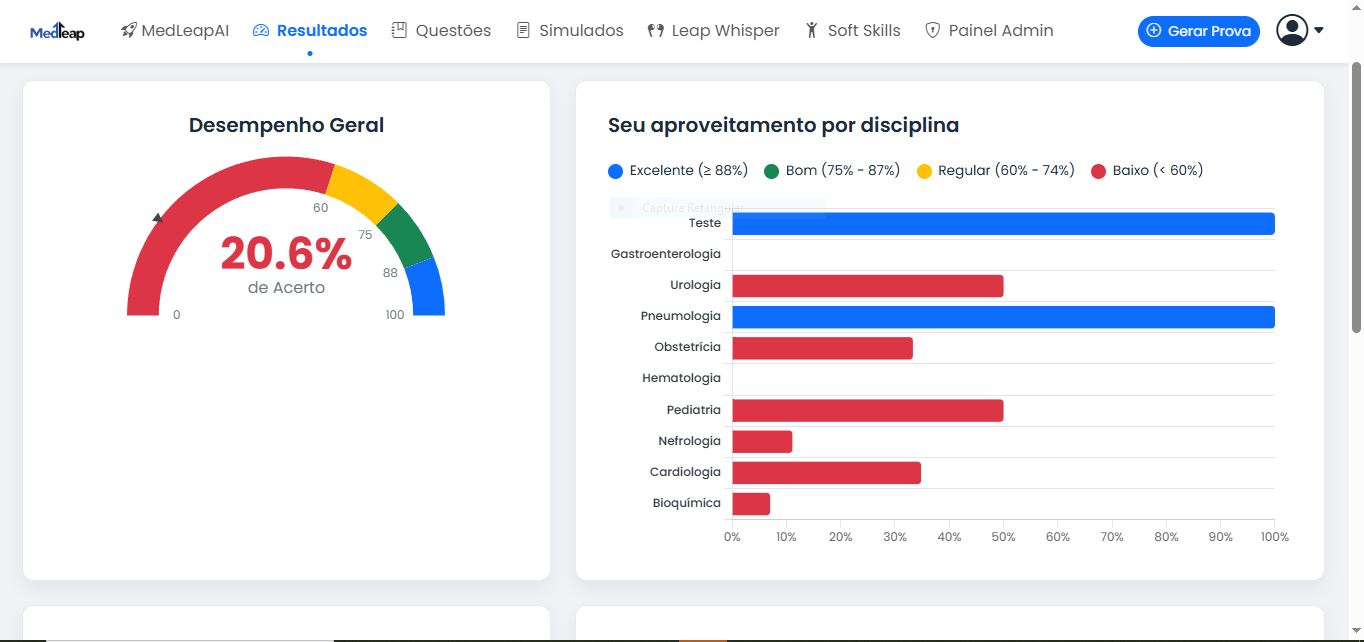 Medleap MedLeapAI Resultados Questões Simulados Leap Whisper Soft Skills Painel Admin Gerar Prova
Desempenho Geral
60
75
88
20.6%
de Acerto
0
100
Seu aproveitamento por disciplina
Excelente (≥ 88%) Bom (75% - 87%) Regular (60% - 74%) Baixo (< 60%)
Captura Retangular
Teste
Gastroenterologia
Urologia
Pneumologia
Obstetrícia
Hematologia
Pediatria
Nefrologia
Cardiologia
Bioquímica
0% 10% 20% 30% 40% 50% 60% 70% 80% 90% 100%